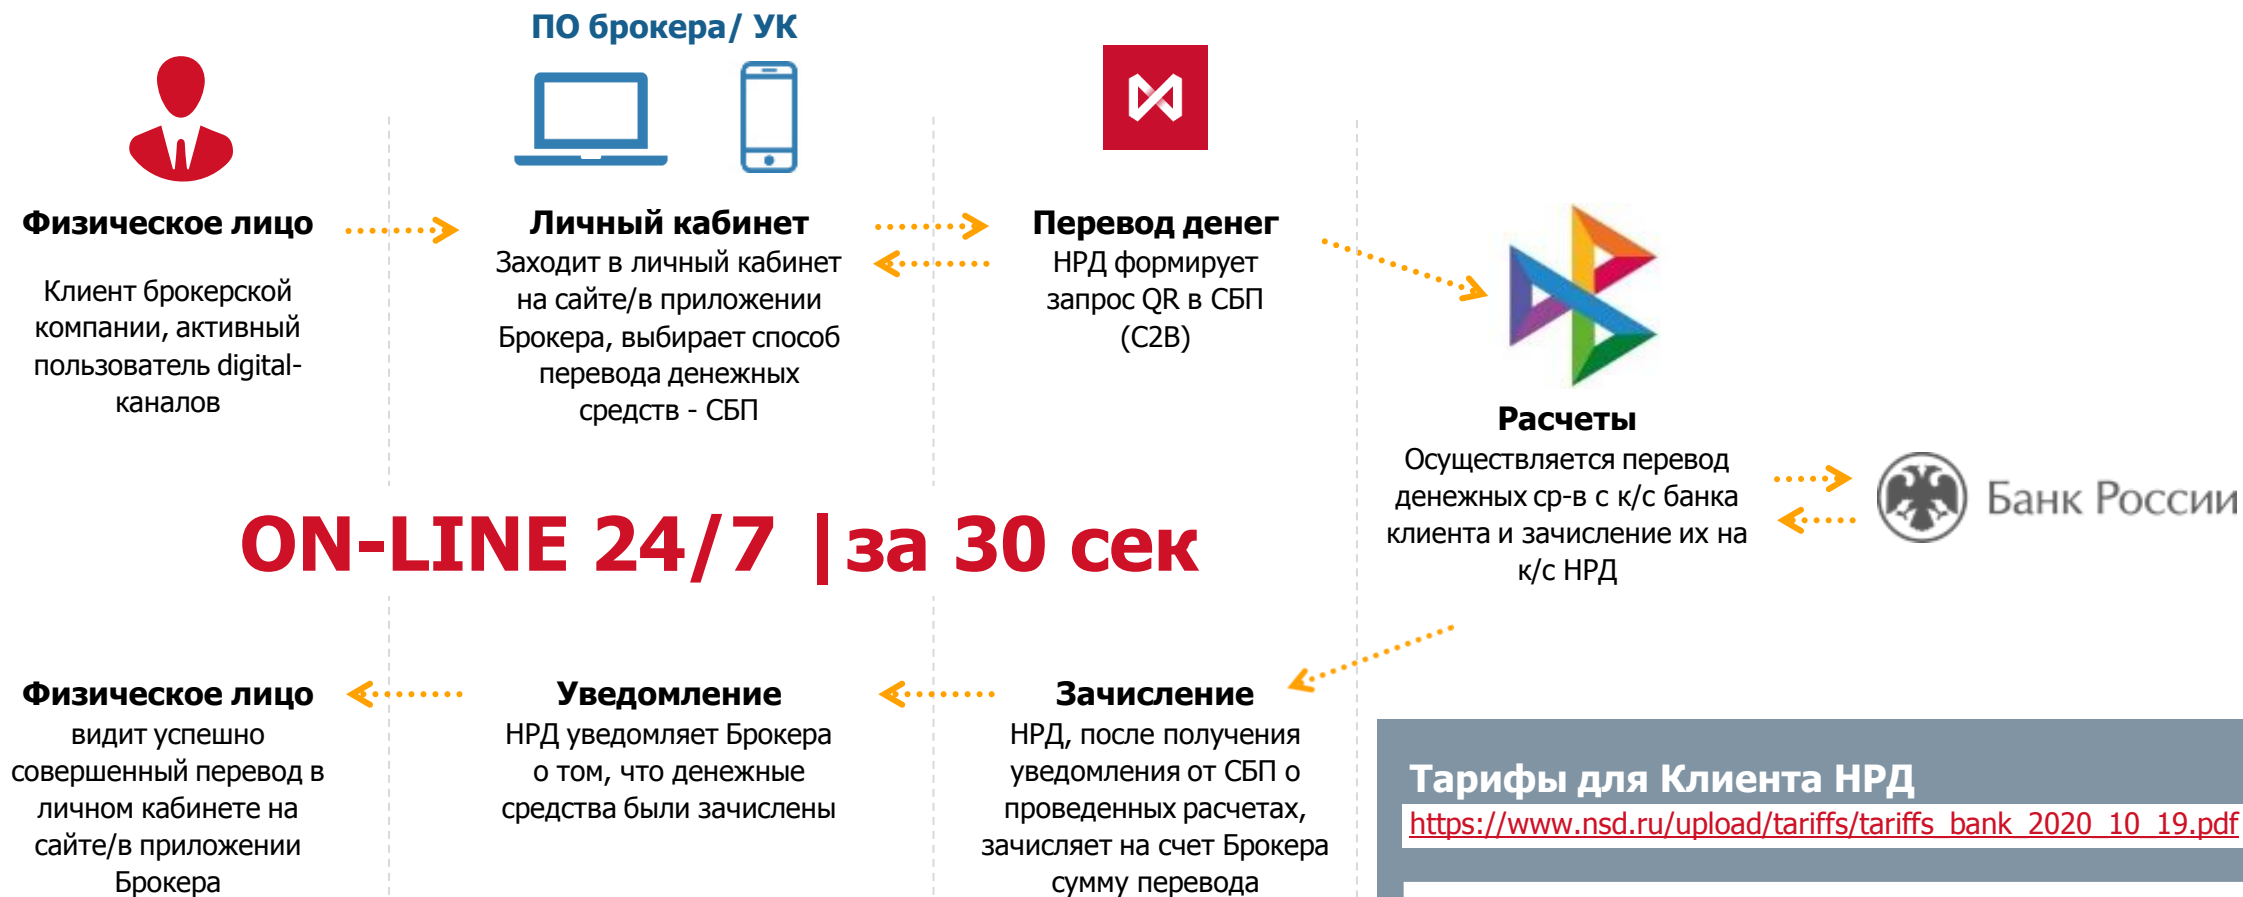 ПО брокера/ УК
Физическое лицо
Клиент брокерской
компании, активный
пользователь digital-
каналов
Личный кабинет
Заходит в личный кабинет
на сайте/в приложении
Брокера, выбирает способ
перевода денежных
средств - СБП
Перевод денег
НРД формирует
запрос QR в СБП
(C2B)
Расчеты
Осуществляется перевод
денежных ср-в с к/с банка
клиента и зачисление их на
к/с НРД
Банк России
ON-LINE 24/7 |за 30 сек
Физическое лицо
видит успешно
совершенный перевод в
личном кабинете на
сайте/в приложении
Брокера
Уведомление
НРД уведомляет Брокера
о том, что денежные
средства были зачислены
Зачисление
НРД, после получения
уведомления от СБП о
проведенных расчетах,
зачисляет на счет Брокера
сумму перевода
Тарифы для Клиента НРД
https://www.nsd.ru/upload/tariffs/tariffs_bank_2020_10_19.pdf